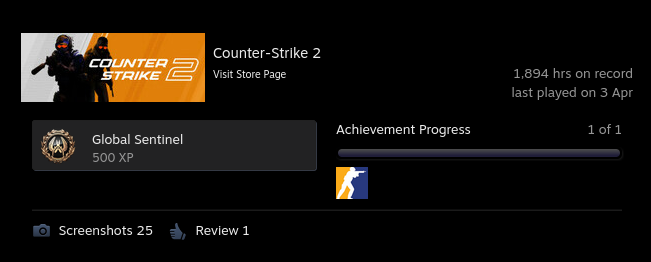 COUNTER
STRIKE 2
Counter-Strike 2
Visit Store Page
1,894 hrs on record
last played on 3 Apr
Global Sentinel
500 XP
Achievement Progress
1 of 1
Screenshots 25
Review 1